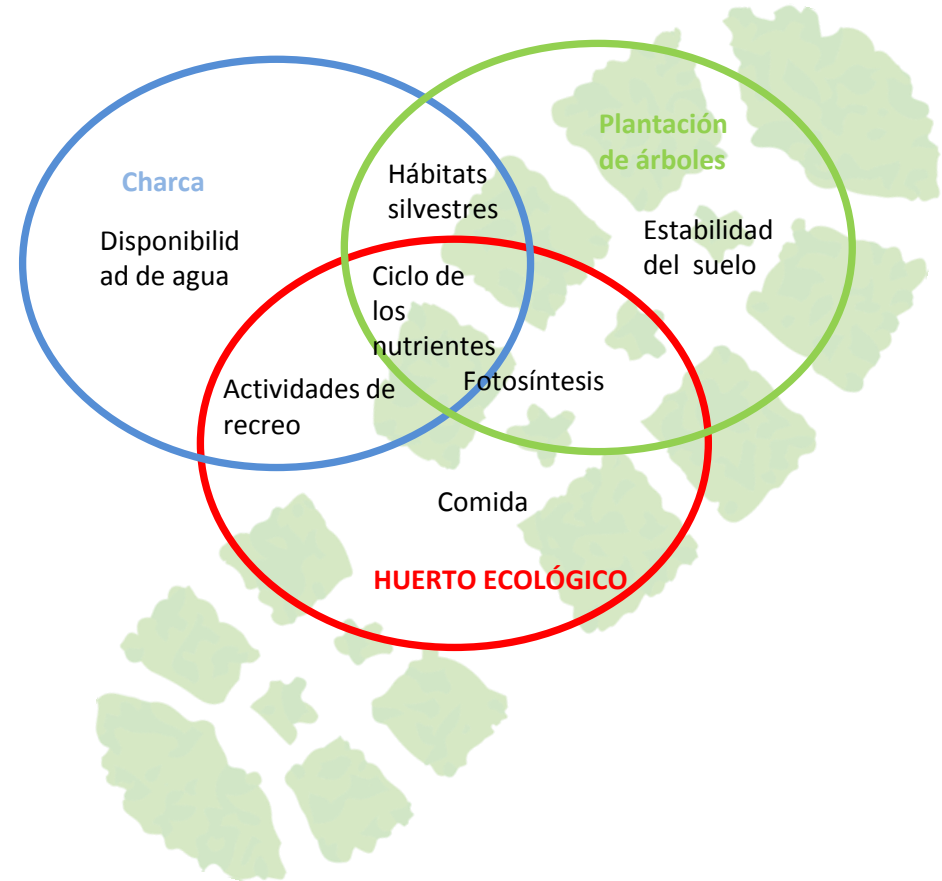 Charca
Disponibilid
ad de agua
Hábitats
silvestres
Plantación
de árboles
Estabilidad
del suelo
Ciclo de
los
nutrientes
Actividades de
recreo
Fotosíntesis
Comida
HUERTO ECOLÓGICO